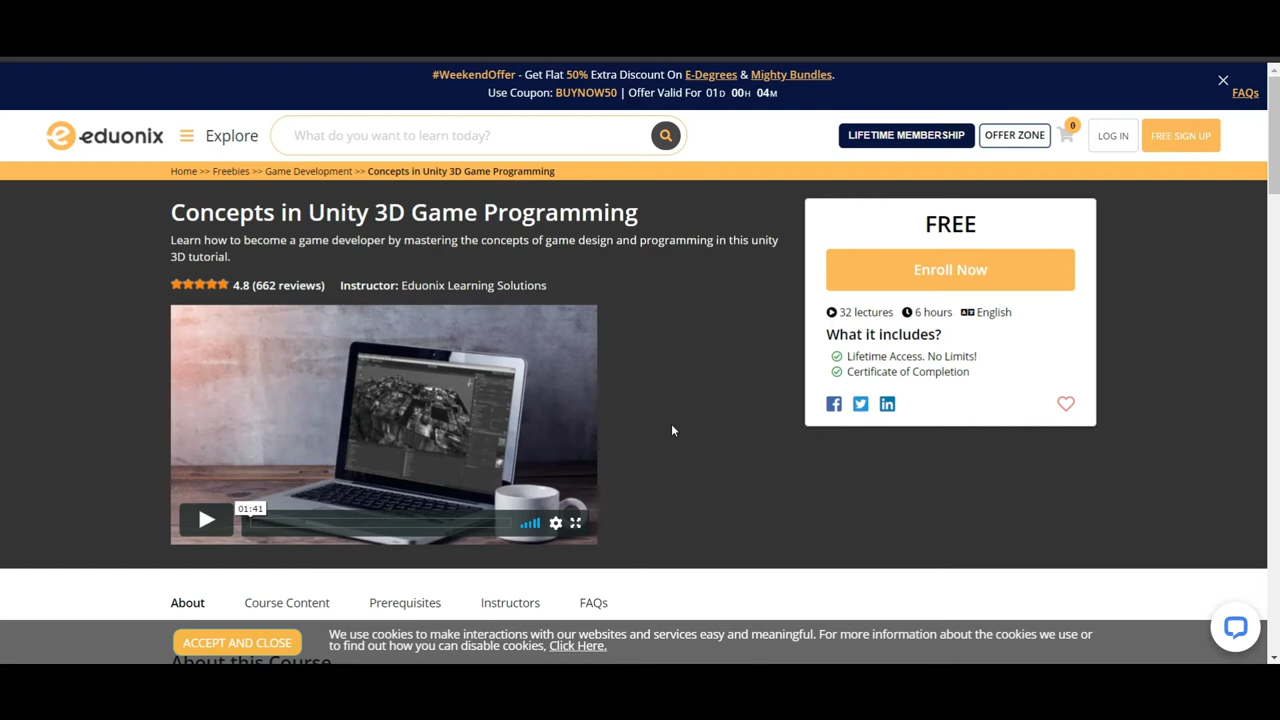 #WeekendOffer - Get Flat 50% Extra Discount On E-Degrees & Mighty Bundles.
Use Coupon: BUYNOW50 | Offer Valid For 01D 00H 04M
FAQs
eduonix
Explore
What do you want to learn today?
LIFETIME MEMBERSHIP
OFFER ZONE
0
LOG IN
FREE SIGN UP
Home >> Freebies >> Game Development >> Concepts in Unity 3D Game Programming
Concepts in Unity 3D Game Programming
Learn how to become a game developer by mastering the concepts of game design and programming in this unity
3D tutorial.
4.8 (662 reviews) Instructor: Eduonix Learning Solutions
01:41
FREE
Enroll Now
32 lectures 6 hours English
What it includes?
Lifetime Access. No Limits!
Certificate of Completion
About Course Content Prerequisites Instructors FAQs
ACCEPT AND CLOSE
We use cookies to make interactions with our websites and services easy and meaningful. For more information about the cookies we use or
to find out how you can disable cookies, Click Here.
About this Course